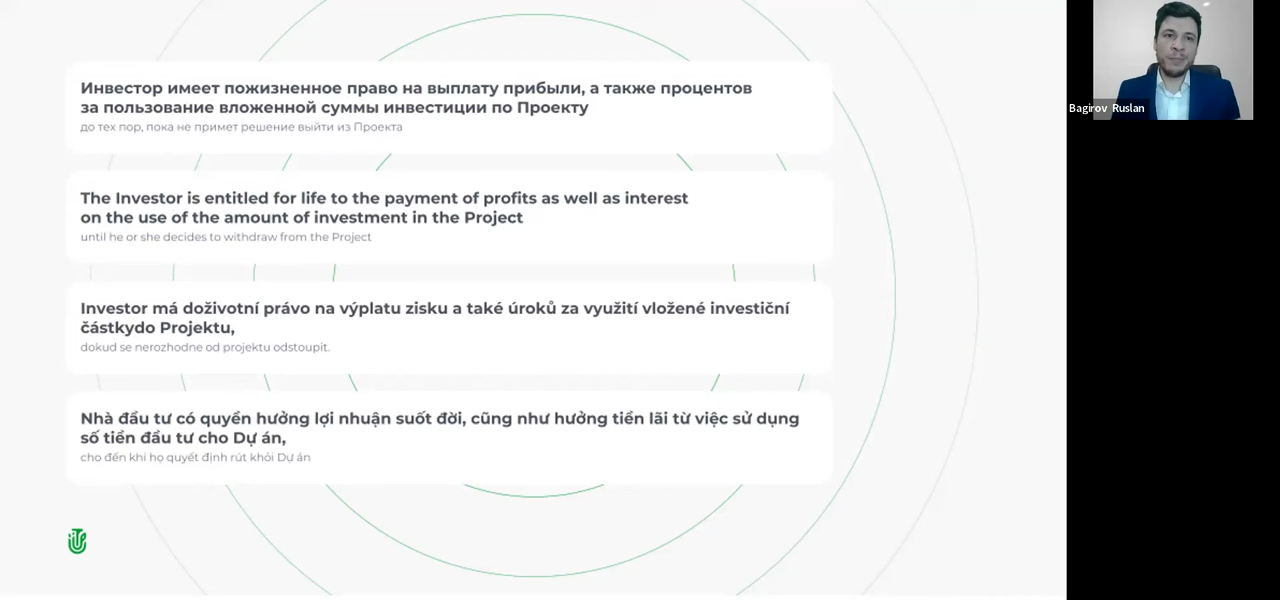 Инвестор имеет пожизненное право на выплату прибыли, а также процентов
за пользование вложенной суммы инвестиции по Проекту
до тех пор, пока не примет решение выйти из Проекта
The Investor is entitled for life to the payment of profits as well as interest
on the use of the amount of investment in the Project
until he or she decides to withdraw from the Project
Investor má doživotní právo na výplatu zisku a také úroků za využití vložené investiční
částkydo Projektu,
dokud se nerozhodne od projektu odstoupit.
Nhà đầu tư có quyền hưởng lợi nhuận suốt đời, cũng như hưởng tiền lãi từ việc sử dụng
số tiền đầu tư cho Dự án,
cho đến khi họ quyết định rút khỏi Dự án
Bagirov Ruslan